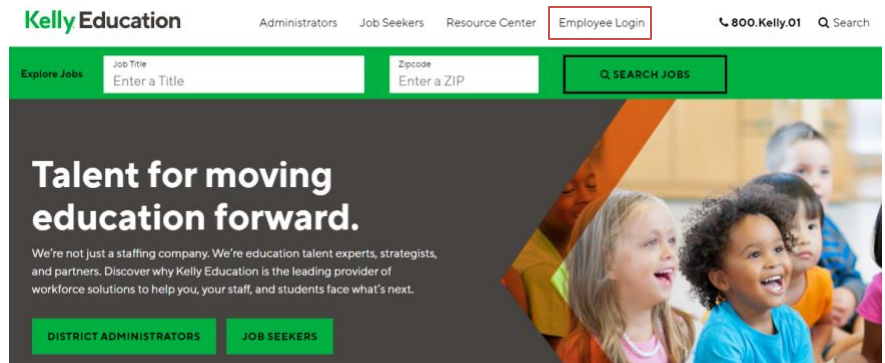 Kelly Education
Administrators Job Seekers Resource Center Employee Login 800.Kelly.01 Search
Explore Jobs
Job Title
Enter a Title
Zipcode
Enter a ZIP
SEARCH JOBS
Talent for moving
education forward.
We're not just a staffing company. We're education talent experts, strategists,
and partners. Discover why Kelly Education is the leading provider of
workforce solutions to help you, your staff, and students face what's next.
DISTRICT ADMINISTRATORS JOB SEEKERS